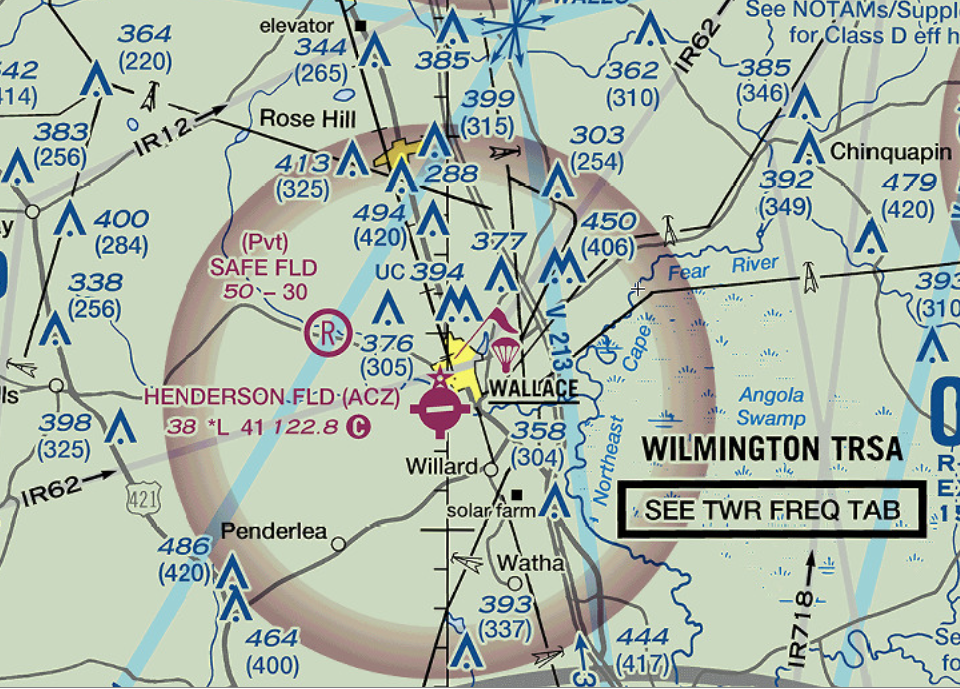 See NOTAMs/Supple
for Class D eff h
elevator
364
(220)
344
(265)
385
IR62
362
(310)
385
(346)
(414)
399
(315)
IR12
Rose Hill
383
(256)
413
(325)
288
303
(254)
Chinquapin
392
(349)
479
(420)
400
(284)
494
(420)
377
450
(406)
(Pvt)
SAFE FLD
50 - 30
UC 394
Fear River
338
(256)
R
376
(305)
V 213
Cape
393
(310)
HENDERSON FLD (ACZ)
38 *L 41 122.8 C
WALLACE
Angola
Swamp
398
(325)
358
(304)
Northeast
WILMINGTON TRSA
IR62
421
Willard
solar farm
SEE TWR FREQ TAB
Penderlea
486
(420)
Watha
393
(337)
IR718
464
(400)
444
(417)